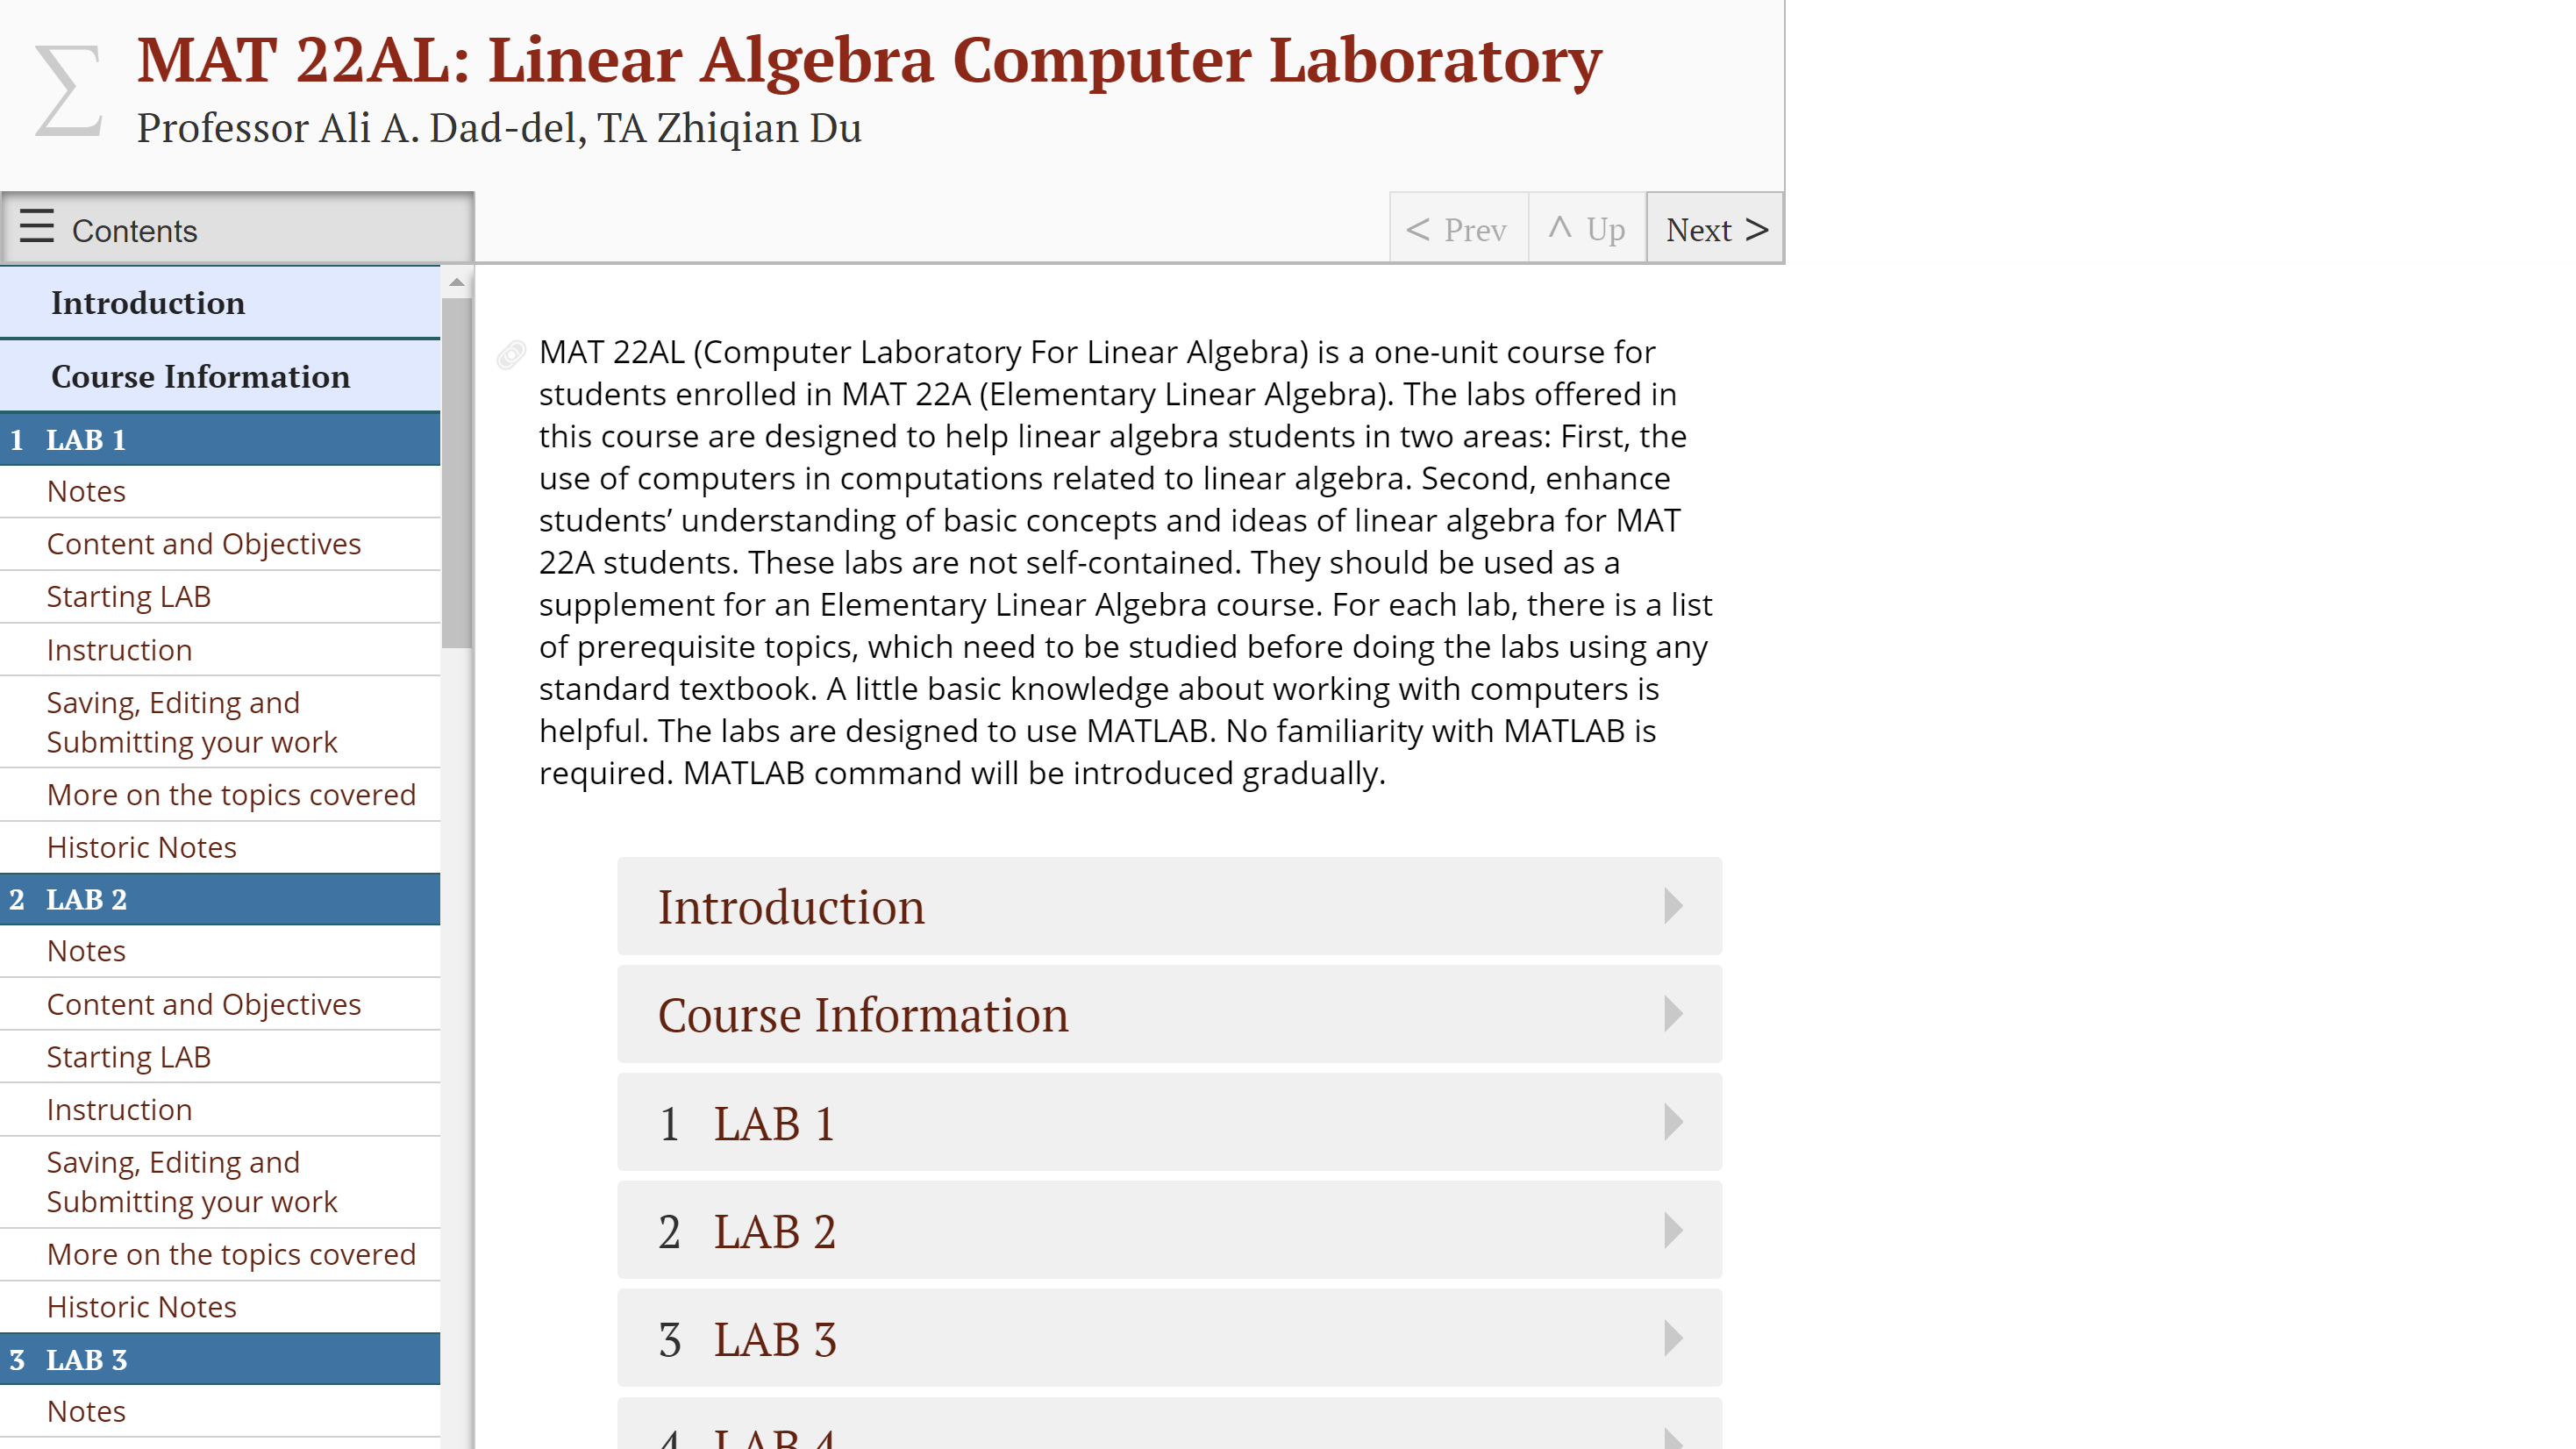 ∑
MAT 22AL: Linear Algebra Computer Laboratory
Professor Ali A. Dad-del, TA Zhiqian Du
☰ Contents
< Prev
^ Up
Next >
Introduction
Course Information
1 LAB 1
Notes
Content and Objectives
Starting LAB
Instruction
Saving, Editing and
Submitting your work
More on the topics covered
Historic Notes
2 LAB 2
Notes
Content and Objectives
Starting LAB
Instruction
Saving, Editing and
Submitting your work
More on the topics covered
Historic Notes
3 LAB 3
Notes
MAT 22AL (Computer Laboratory For Linear Algebra) is a one-unit course for
students enrolled in MAT 22A (Elementary Linear Algebra). The labs offered in
this course are designed to help linear algebra students in two areas: First, the
use of computers in computations related to linear algebra. Second, enhance
students’ understanding of basic concepts and ideas of linear algebra for MAT
22A students. These labs are not self-contained. They should be used as a
supplement for an Elementary Linear Algebra course. For each lab, there is a list
of prerequisite topics, which need to be studied before doing the labs using any
standard textbook. A little basic knowledge about working with computers is
helpful. The labs are designed to use MATLAB. No familiarity with MATLAB is
required. MATLAB command will be introduced gradually.
Introduction
Course Information
1 LAB 1
2 LAB 2
3 LAB 3
4 LAB 4